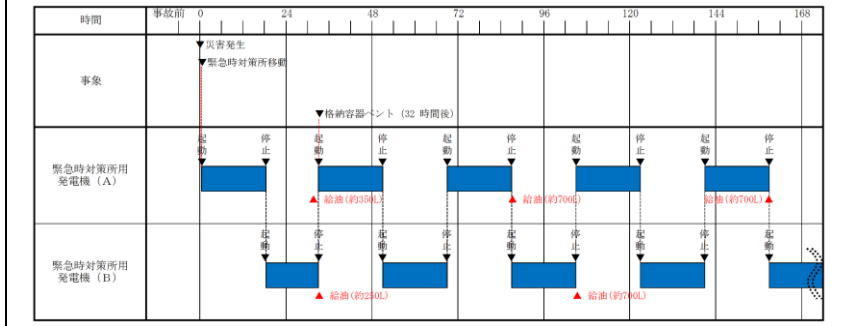 時間 事故前 0 24 48 72 96 120 144 168
事象
▼災害発生
▼緊急時対策所移動
▼格納容器ベント (32 時間後)
緊急時対策所用
発電機 (A)
起動 停止 起動 停止 起動 停止 起動 停止 起動 停止
▲ 給油(約350L) ▲ 給油(約700L) 給油(約700L) ▲
緊急時対策所用
発電機 (B)
起動 停止 起動 停止 起動 停止 起動 停止 起動
▲ 給油(約250L) ▲ 給油(約700L)